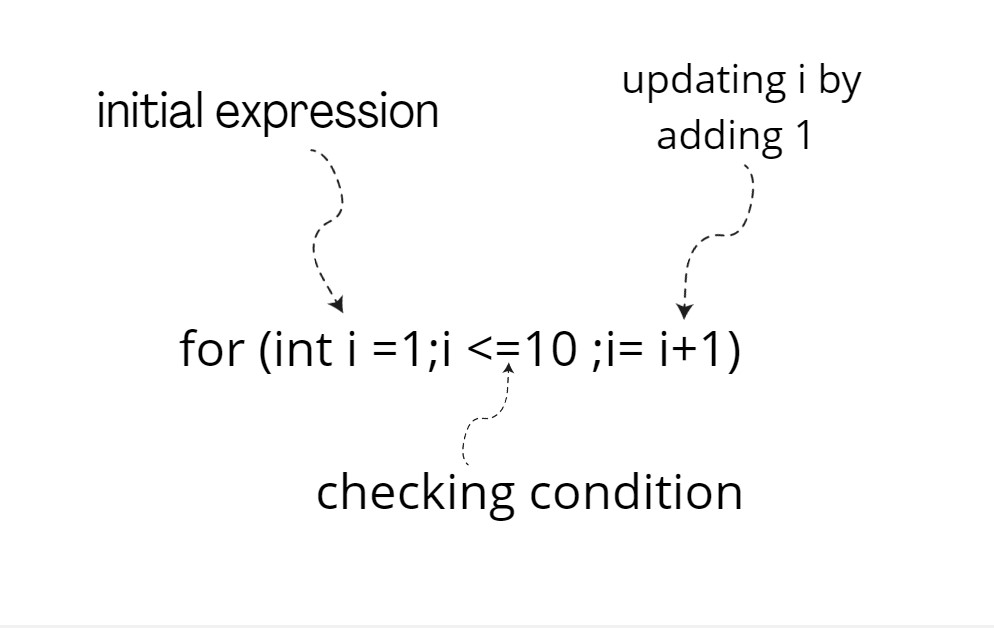 initial expression
updating i by
adding 1
for (int i =1;i <=10 ;i= i+1)
checking condition